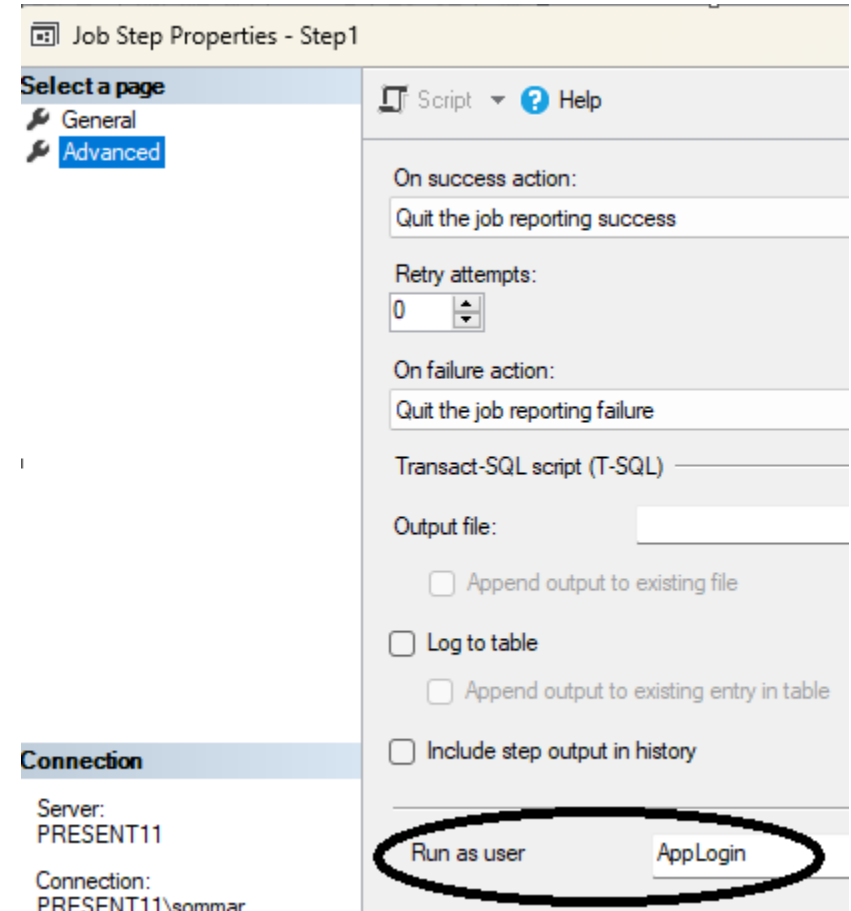 Job Step Properties - Step1
Select a page
General
Advanced
Script
Help
On success action:
Quit the job reporting success
Retry attempts:
0
On failure action:
Quit the job reporting failure
Transact-SQL script (T-SQL)
Output file:
Append output to existing file
Log to table
Append output to existing entry in table
Include step output in history
Run as user AppLogin
Connection
Server:
PRESENT11
Connection:
PRESENT11\sommar